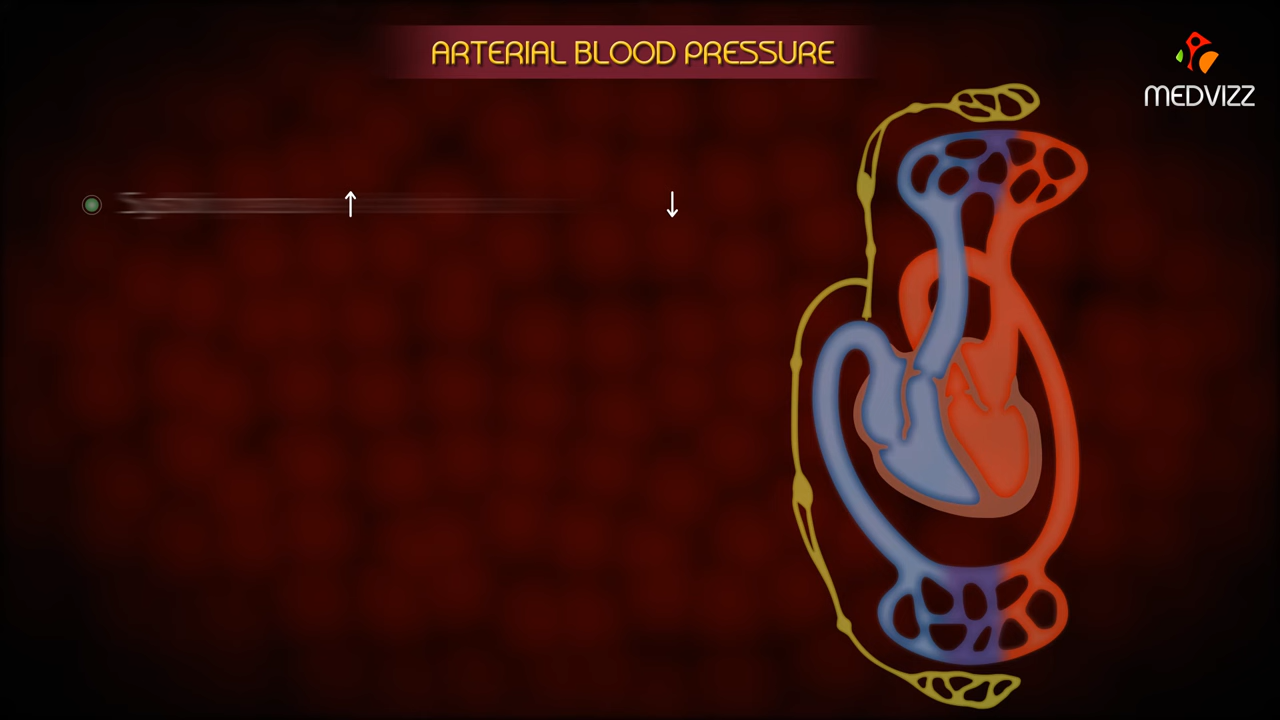 ARTERIAL BLOOD PRESSURE
MEDVIZZ
↑ ↓